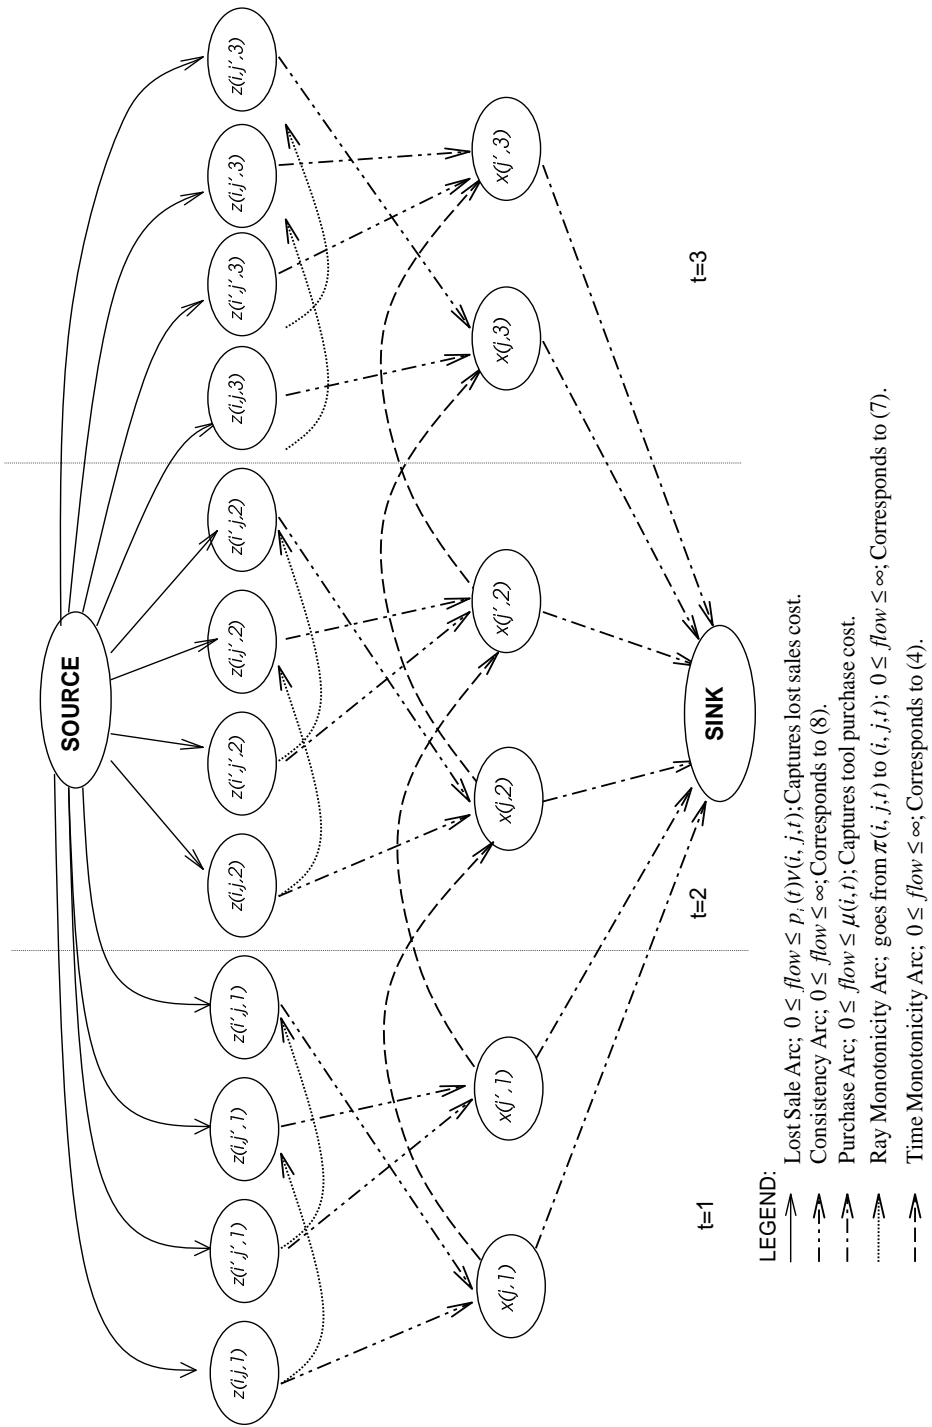 SOURCE
z(i,j,1)
z(i',j',1)
z(i,j',1)
z(i',j,1)
z(i,j,2)
z(i',j',2)
z(i,j',2)
z(i',j,2)
z(i,j,3)
z(i',j',3)
z(i,j',3)
z(i,j',3)
x(j,1)
x(j',1)
x(j,2)
x(j',2)
x(j,3)
x(j',3)
t=1
t=2
t=3
SINK
LEGEND:
Lost Sale Arc; 0 ≤ flow ≤ p_i(t)v(i, j,t); Captures lost sales cost.
Consistency Arc; 0 ≤ flow ≤ ∞; Corresponds to (8).
Purchase Arc; 0 ≤ flow ≤ μ(i,t); Captures tool purchase cost.
Ray Monotonicity Arc; goes from π(i, j,t) to (i, j,t); 0 ≤ flow ≤ ∞; Corresponds to (7).
Time Monotonicity Arc; 0 ≤ flow ≤ ∞; Corresponds to (4).